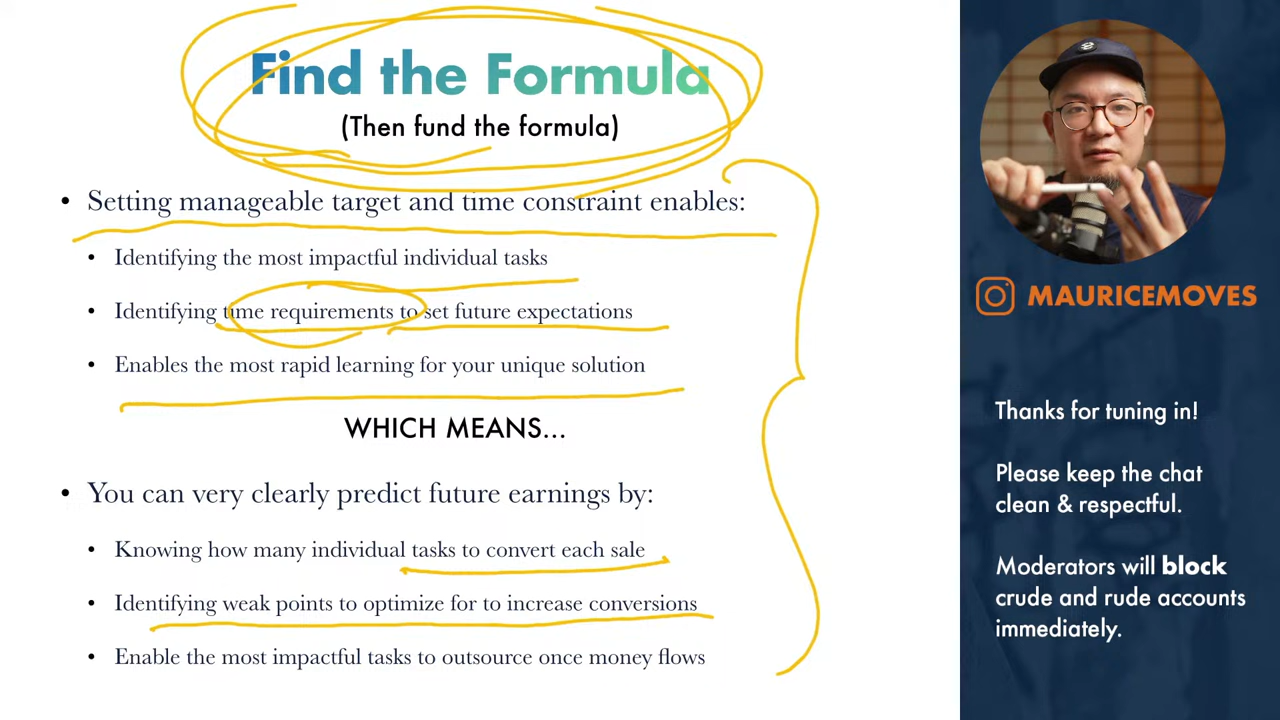 Find the Formula
(Then fund the formula)
• Setting manageable target and time constraint enables:
• Identifying the most impactful individual tasks
• Identifying time requirements to set future expectations
• Enables the most rapid learning for your unique solution
WHICH MEANS...
• You can very clearly predict future earnings by:
• Knowing how many individual tasks to convert each sale
• Identifying weak points to optimize for to increase conversions
• Enable the most impactful tasks to outsource once money flows
MAURICEMOVES
Thanks for tuning in!
Please keep the chat
clean & respectful.
Moderators will block
crude and rude accounts
immediately.